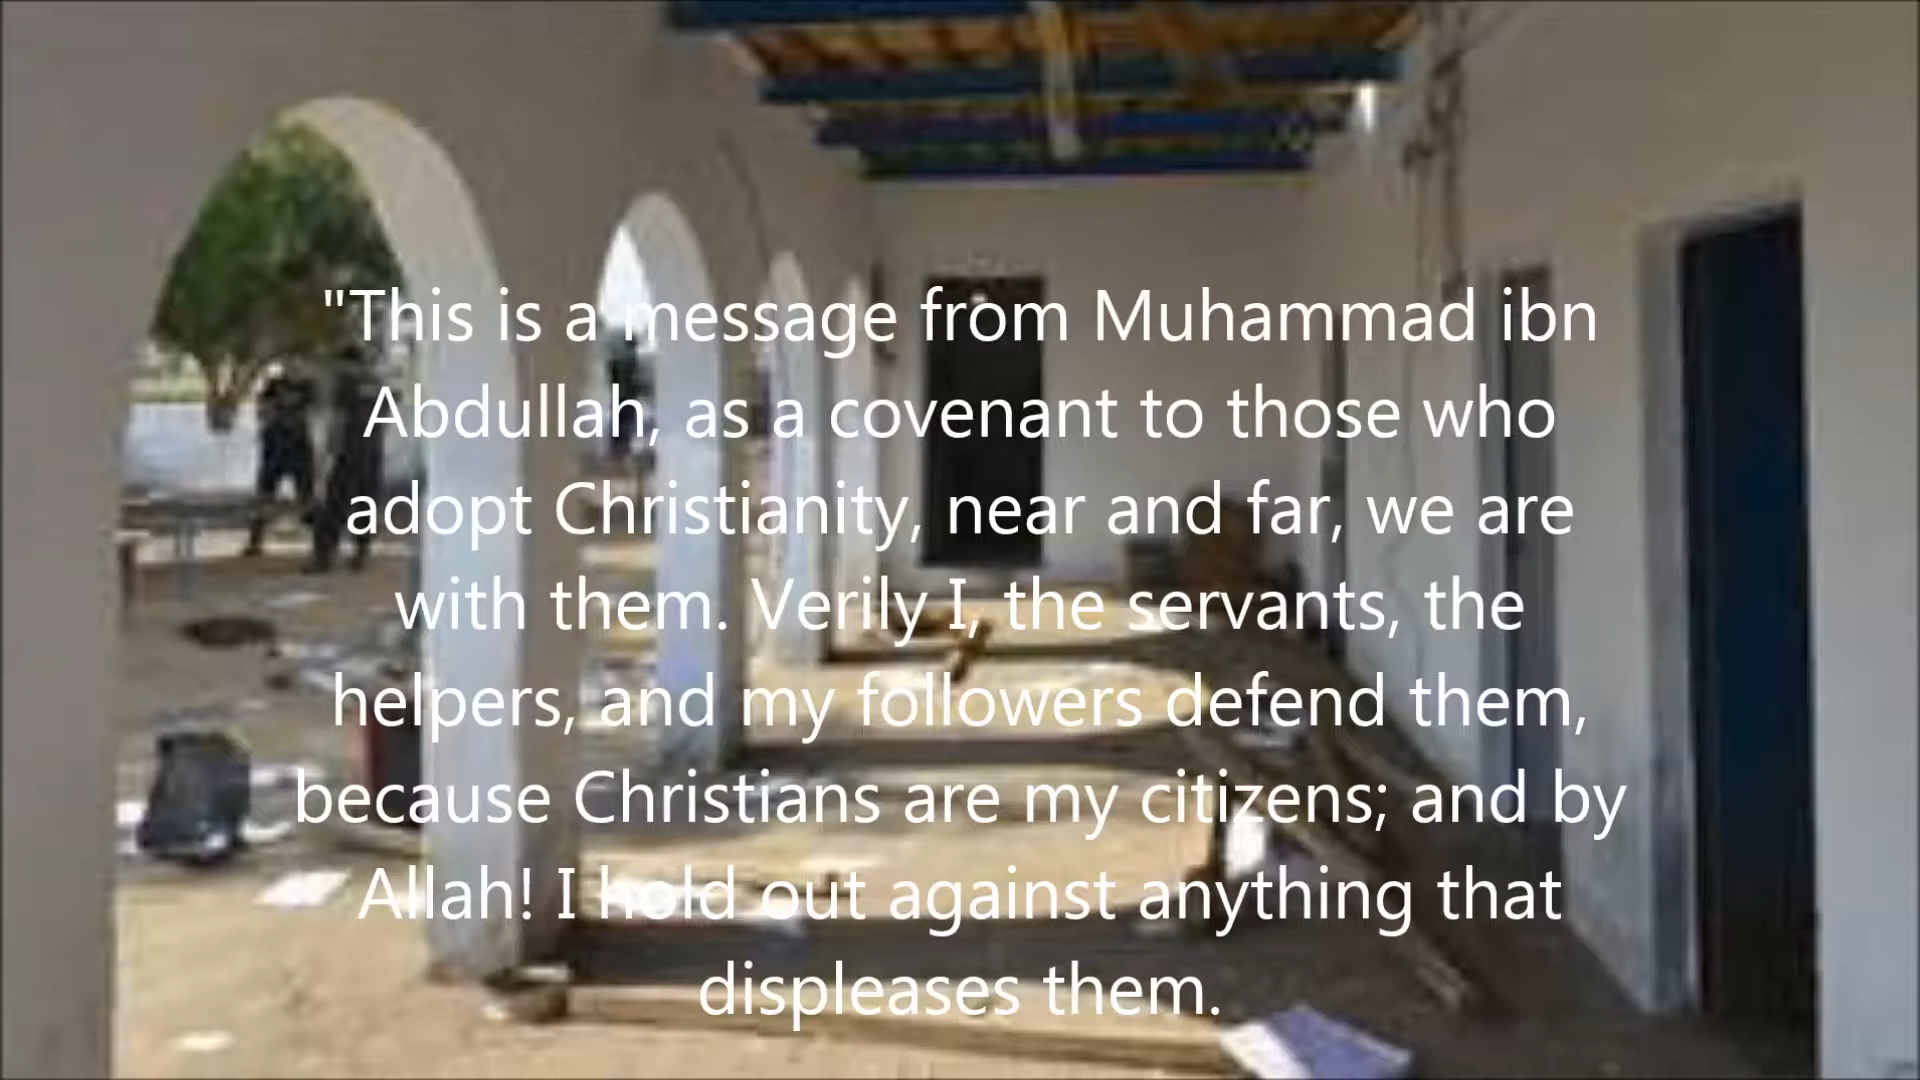 "This is a message from Muhammad ibn
Abdullah, as a covenant to those who
adopt Christianity, near and far, we are
with them. Verily I, the servants, the
helpers, and my followers defend them,
because Christians are my citizens; and by
Allah! I hold out against anything that
displeases them.